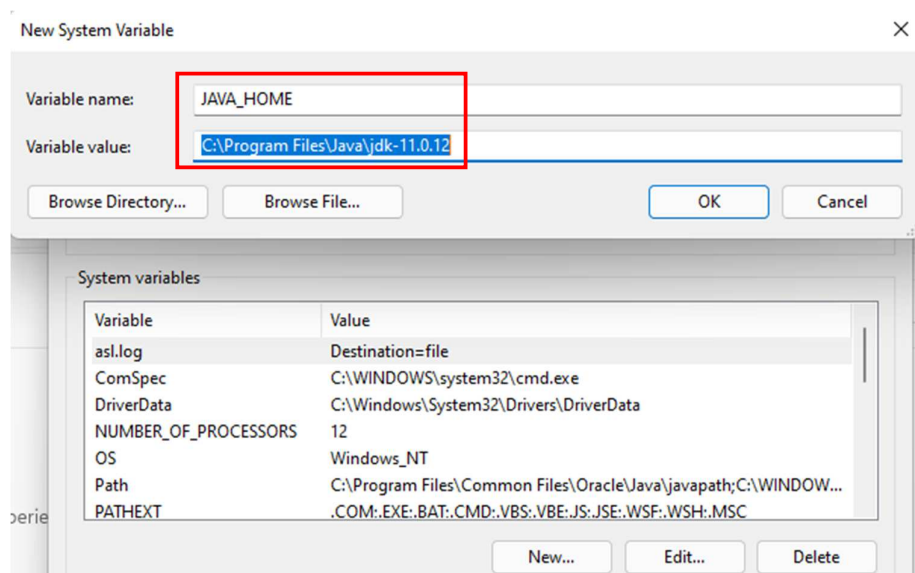 New System Variable
Variable name: JAVA_HOME
Variable value: C:\Program Files\Java\jdk-11.0.12
Browse Directory... Browse File... OK Cancel
System variables
Variable Value
asl.log Destination=file
ComSpec C:\WINDOWS\system32\cmd.exe
DriverData C:\Windows\System32\Drivers\DriverData
NUMBER_OF_PROCESSORS 12
OS Windows_NT
Path C:\Program Files\Common Files\Oracle\Java\javapath;C:\WINDOW...
PATHEXT .COM;.EXE;.BAT;.CMD;.VBS;.VBE;.JS;.JSE;.WSF;.WSH;.MSC
perie
New... Edit... Delete